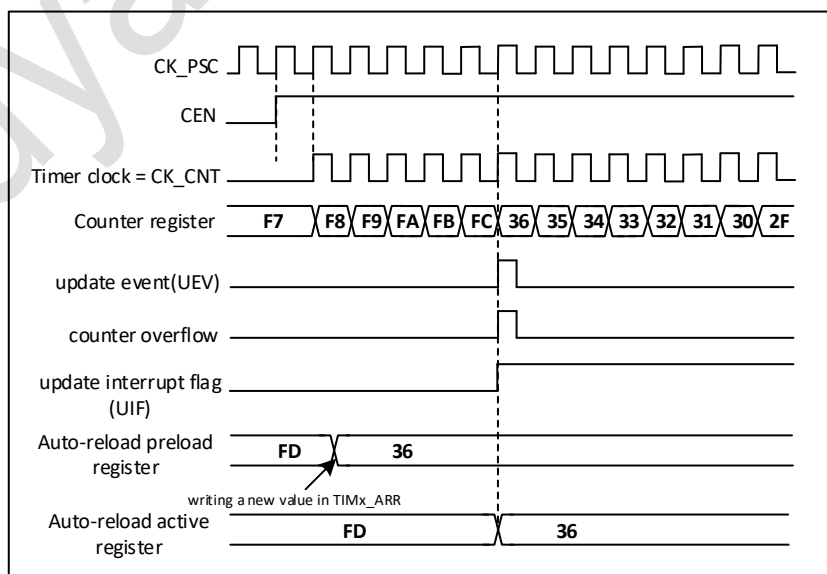 CK_PSC
CEN
Timer clock = CK_CNT
Counter register
F7 F8 F9 FA FB FC 36 35 34 33 32 31 30 2F
update event(UEV)
counter overflow
update interrupt flag
(UIF)
Auto-reload preload
register
FD 36
writing a new value in TIMx_ARR
Auto-reload active
register
FD 36